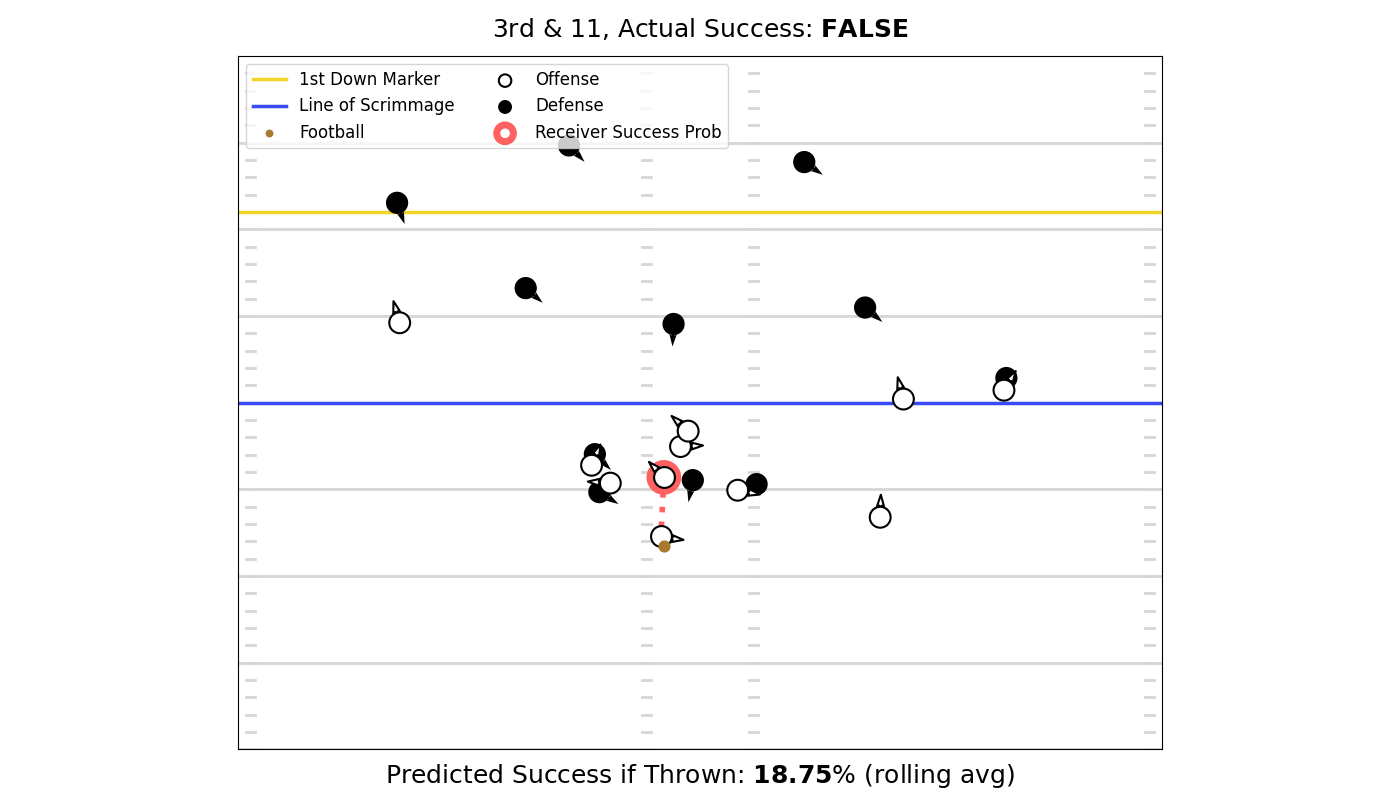 3rd & 11, Actual Success: FALSE
1st Down Marker
Line of Scrimmage
Football
Offense
Defense
Receiver Success Prob
Predicted Success if Thrown: 18.75% (rolling avg)